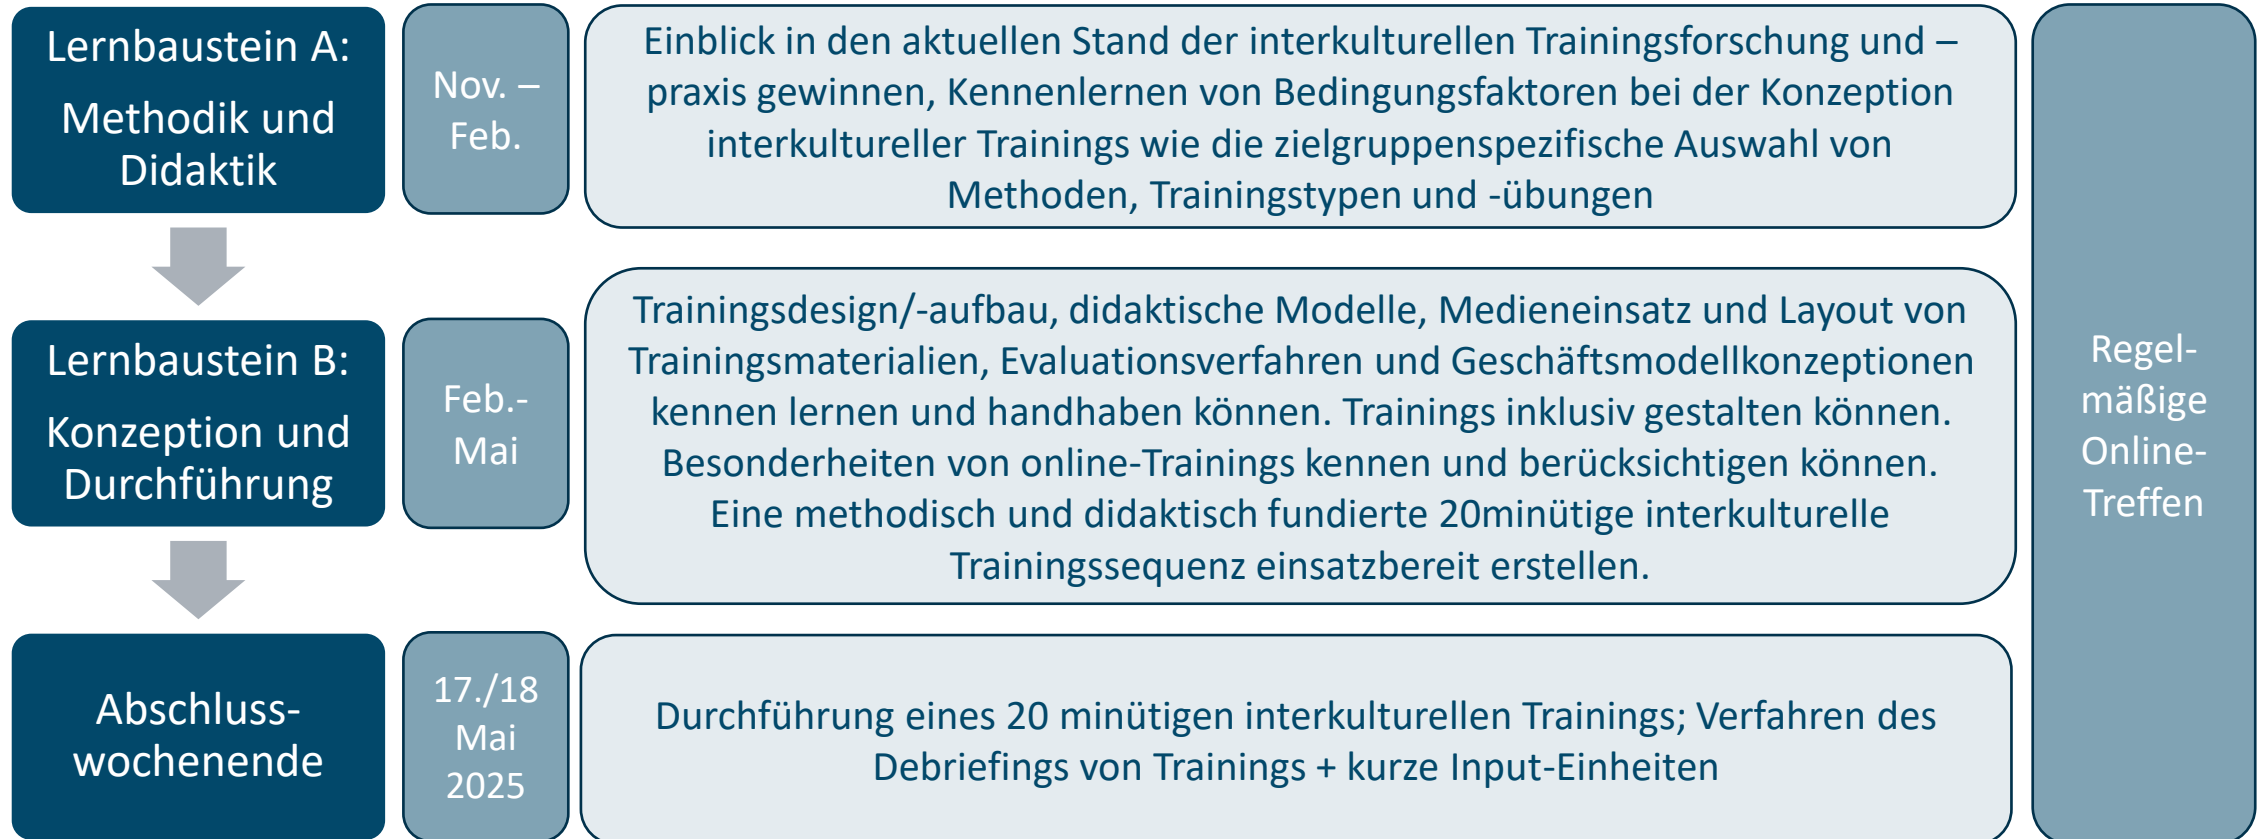 Lernbaustein A:
Methodik und
Didaktik
Nov. –
Feb.
Einblick in den aktuellen Stand der interkulturellen Trainingsforschung und –
praxis gewinnen, Kennenlernen von Bedingungsfaktoren bei der Konzeption
interkultureller Trainings wie die zielgruppenspezifische Auswahl von
Methoden, Trainingstypen und -übungen
Lernbaustein B:
Konzeption und
Durchführung
Feb.-
Mai
Trainingsdesign/-aufbau, didaktische Modelle, Medieneinsatz und Layout von
Trainingsmaterialien, Evaluationsverfahren und Geschäftsmodellkonzeptionen
kennen lernen und handhaben können. Trainings inklusiv gestalten können.
Besonderheiten von online-Trainings kennen und berücksichtigen können.
Eine methodisch und didaktisch fundierte 20minütige interkulturelle
Trainingssequenz einsatzbereit erstellen.
Abschluss-
wochenende
17./18
Mai
2025
Durchführung eines 20 minütigen interkulturellen Trainings; Verfahren des
Debriefings von Trainings + kurze Input-Einheiten
Regel-
mäßige
Online-
Treffen